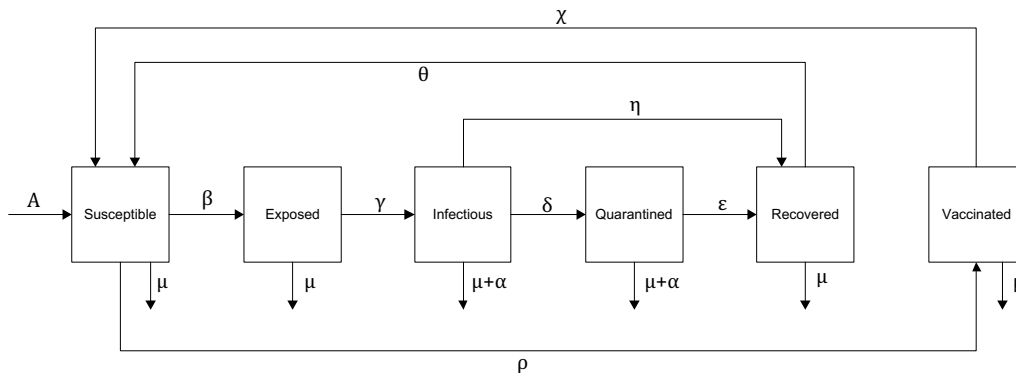 χ
θ
η
A
Susceptible
β
Exposed
γ
Infectious
δ
Quarantined
ε
Recovered
Vaccinated
μ
μ
μ+α
μ+α
μ
ρ